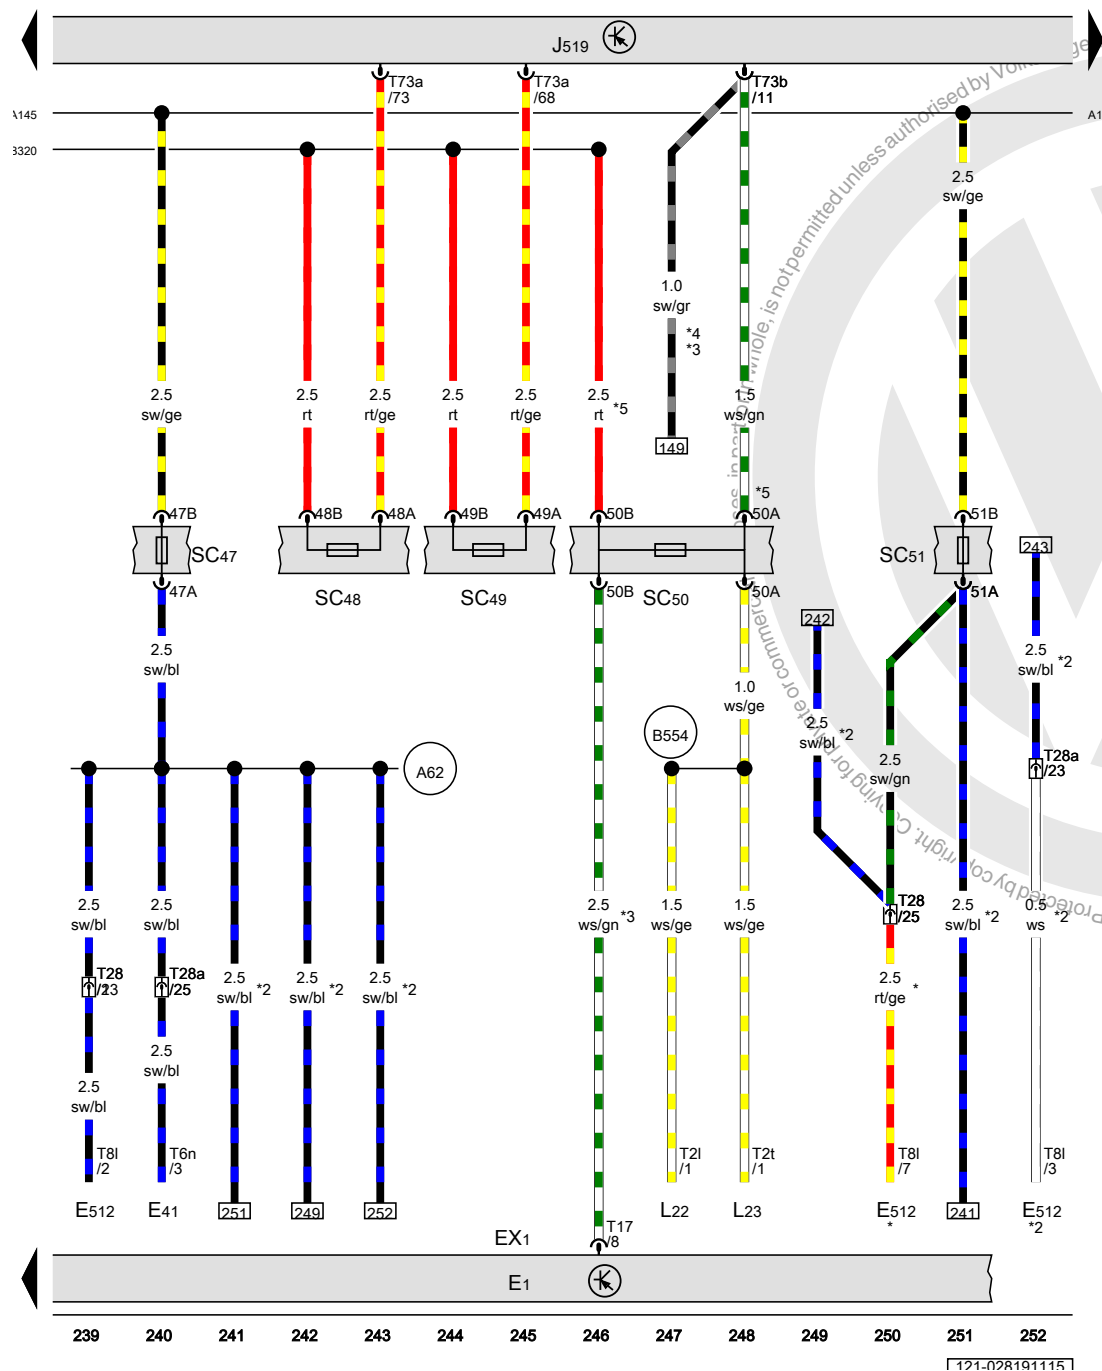 J519
T73a
/73
T73a
/68
T73b
/11
A145
2.5
sw/ge
1.0
sw/gr
*4
*3
2.5
sw/ge
2.5
rt
2.5
rt/ge
2.5
rt
2.5
rt/ge
2.5
rt *5
1.5
ws/gn
149
*5
47B
48B
48A
49B
49A
50B
50A
51B
SC47
SC51
243
47A
SC48
SC49
50B
SC50
50A
51A
242
2.5
sw/bl
2.5
sw/bl *2
1.0
ws/ge
B554
2.5
sw/bl *2
2.5
sw/gn
T28a
/23
A62
2.5
sw/bl
2.5
sw/bl
2.5
ws/gn *3
1.5
ws/ge
1.5
ws/ge
T28
/25
2.5
sw/bl *2
0.5
ws *2
T28
T28a
/25
2.5
sw/bl *2
2.5
sw/bl *2
2.5
sw/bl *2
2.5
rt/ge *
2.5
sw/bl
2.5
sw/bl
T8l
/2
T6n
/3
T2l
/1
T2t
/1
T8l
/7
T8l
/3
E512
E41
251
249
252
L22
L23
E512
*
241
E512
*2
EX1
T17
/8
E1
239 240 241 242 243 244 245 246 247 248 249 250 251 252
121-028191115